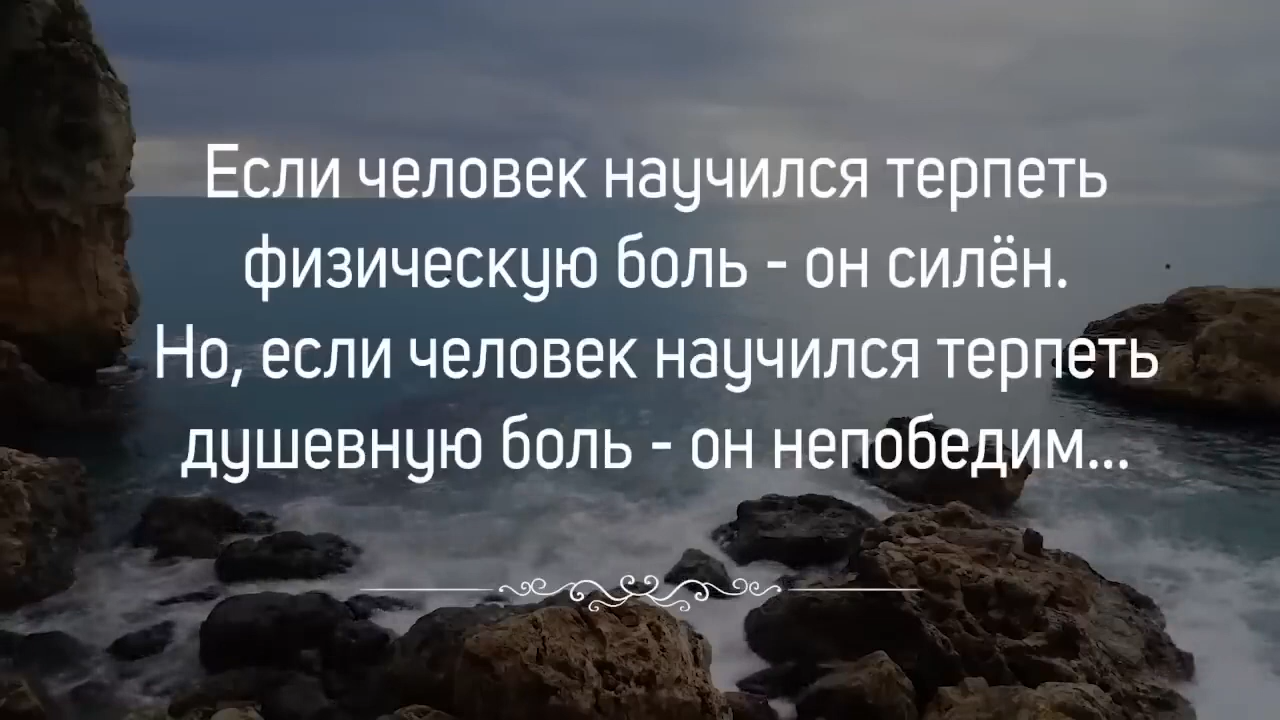 Если человек научился терпеть
физическую боль - он силён.
Но, если человек научился терпеть
душевную боль - он непобедим...